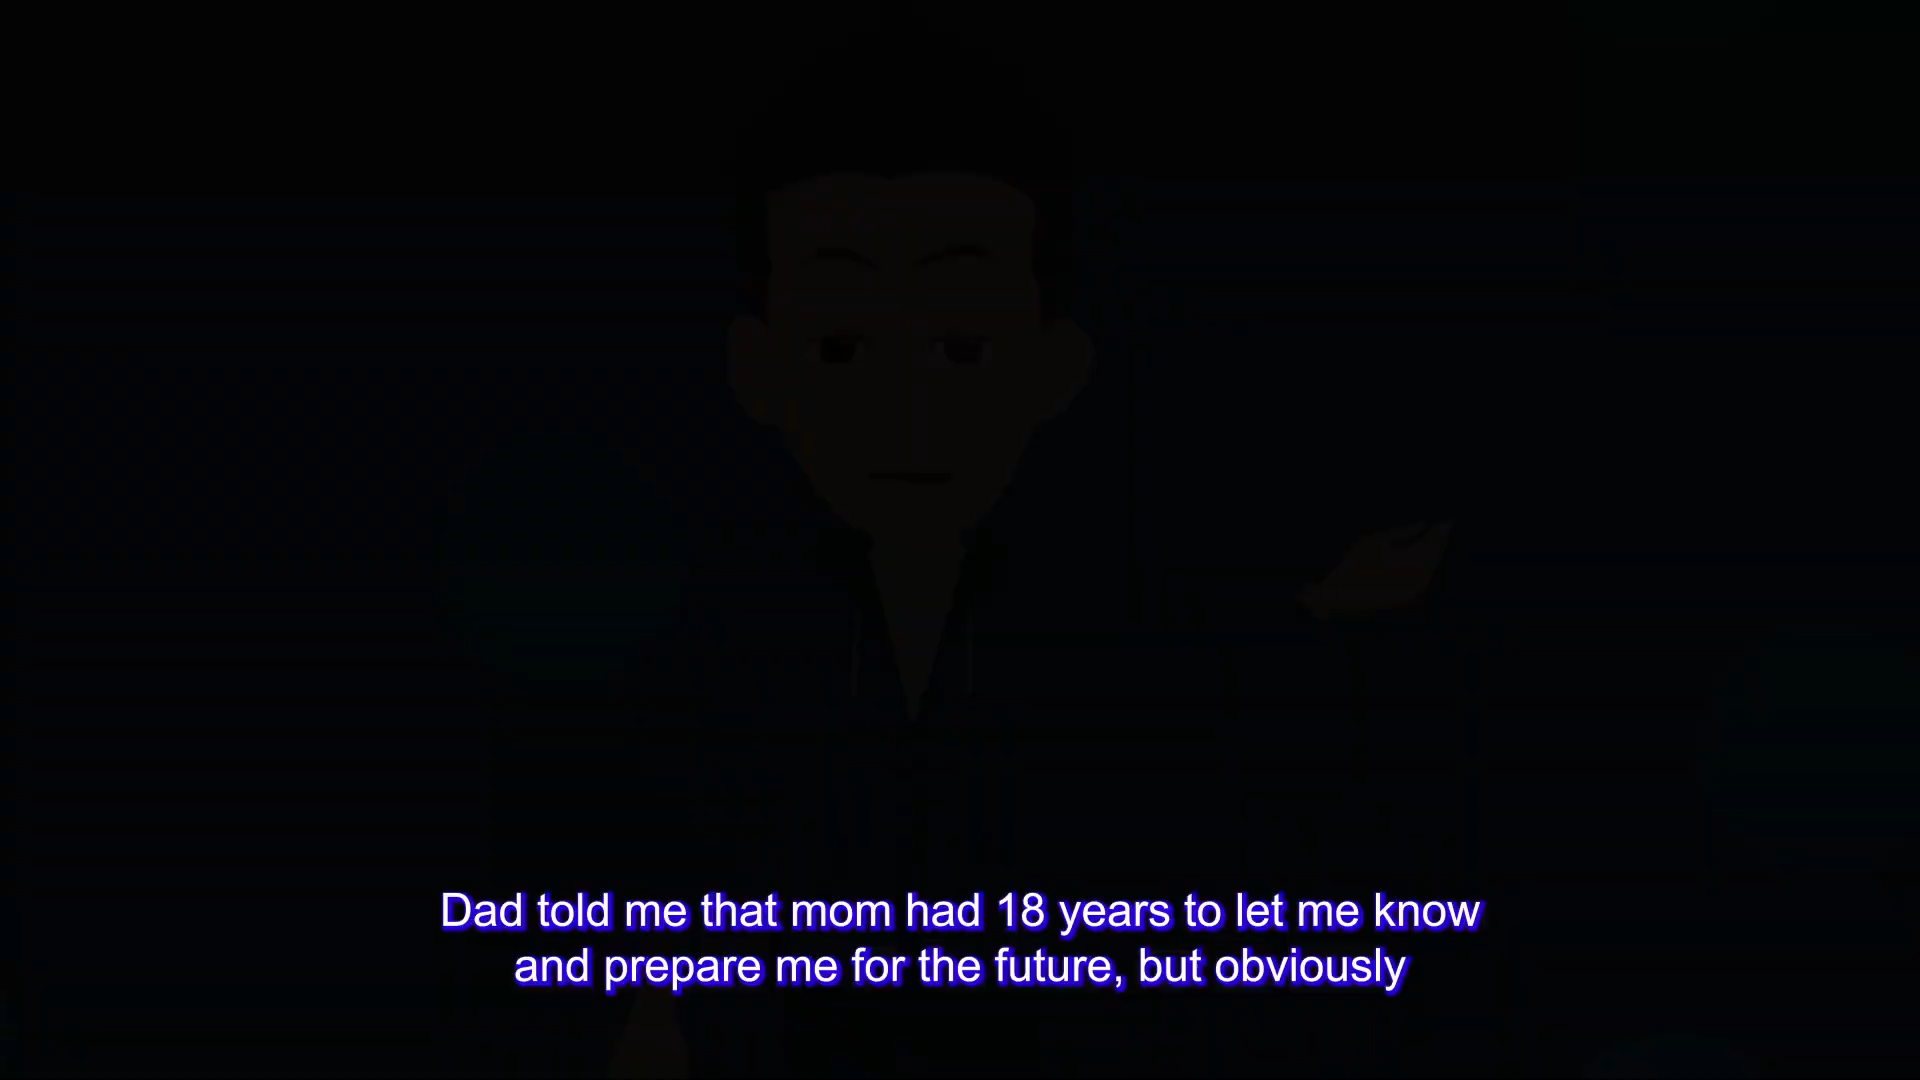 Dad told me that mom had 18 years to let me know
and prepare me for the future, but obviously